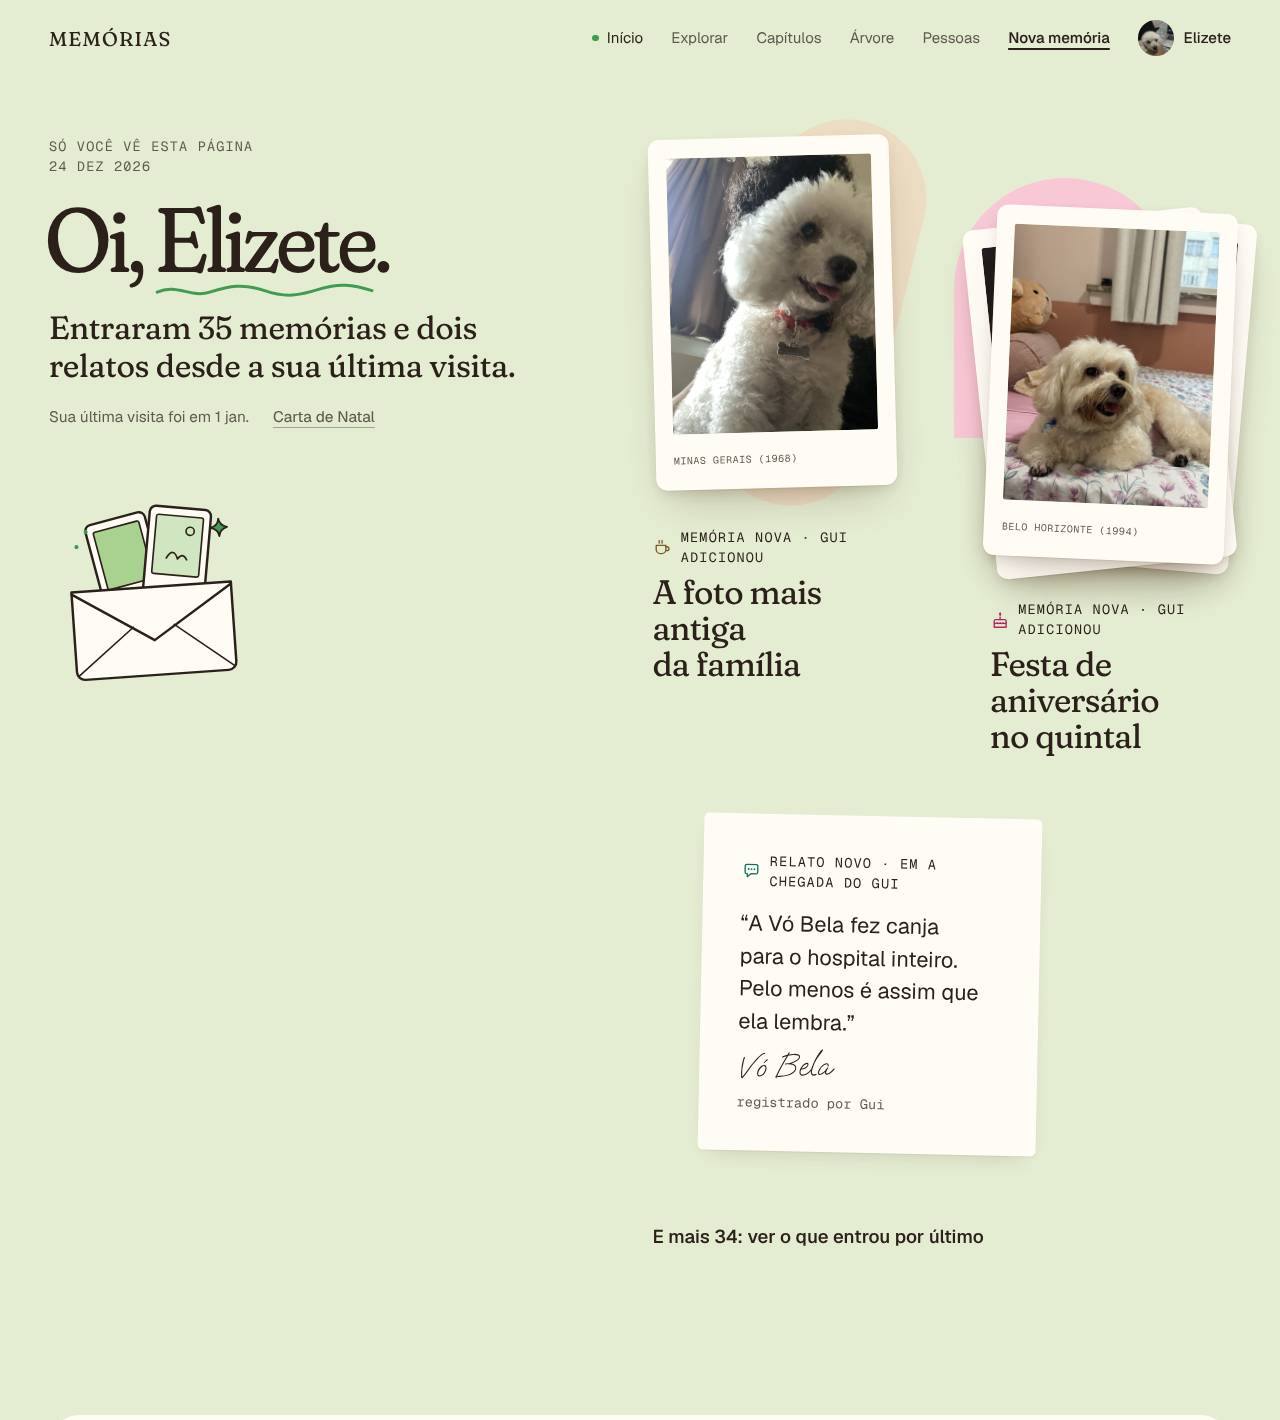 MEMÓRIAS
Início
Explorar
Capítulos
Árvore
Pessoas
Nova memória
Elizete
SÓ VOCÊ VÊ ESTA PÁGINA
24 DEZ 2026
Oi, Elizete.
Entraram 35 memórias e dois
relatos desde a sua última visita.
Sua última visita foi em 1 jan.
Carta de Natal
MINAS GERAIS (1968)
MEMÓRIA NOVA · GUI
ADICIONOU
A foto mais
antiga
da família
BELO HORIZONTE (1994)
MEMÓRIA NOVA · GUI
ADICIONOU
Festa de
aniversário
no quintal
RELATO NOVO · EM A
CHEGADA DO GUI
“A Vó Bela fez canja
para o hospital inteiro.
Pelo menos é assim que
ela lembra.”
Vó Bela
registrado por Gui
E mais 34: ver o que entrou por último